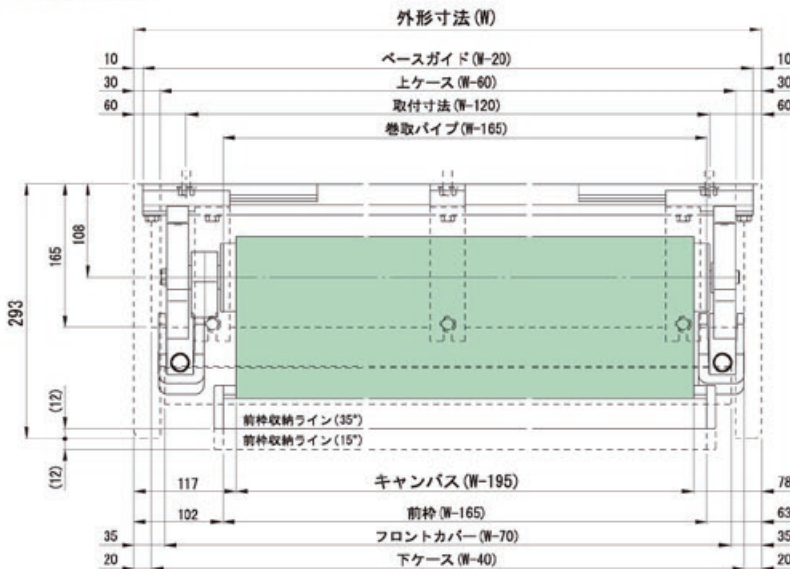 外形寸法(W)
10 ベースガイド(W-20) 10
30 上ケース(W-60) 30
60 取付寸法(W-120) 60
巻取パイプ(W-165)
108
165
293
(12)
前枠収納ライン(35°)
前枠収納ライン(15°)
(12)
117 キャンバス(W-195) 78
102 前枠(W-165) 63
35 フロントカバー(W-70) 35
20 下ケース(W-40) 20